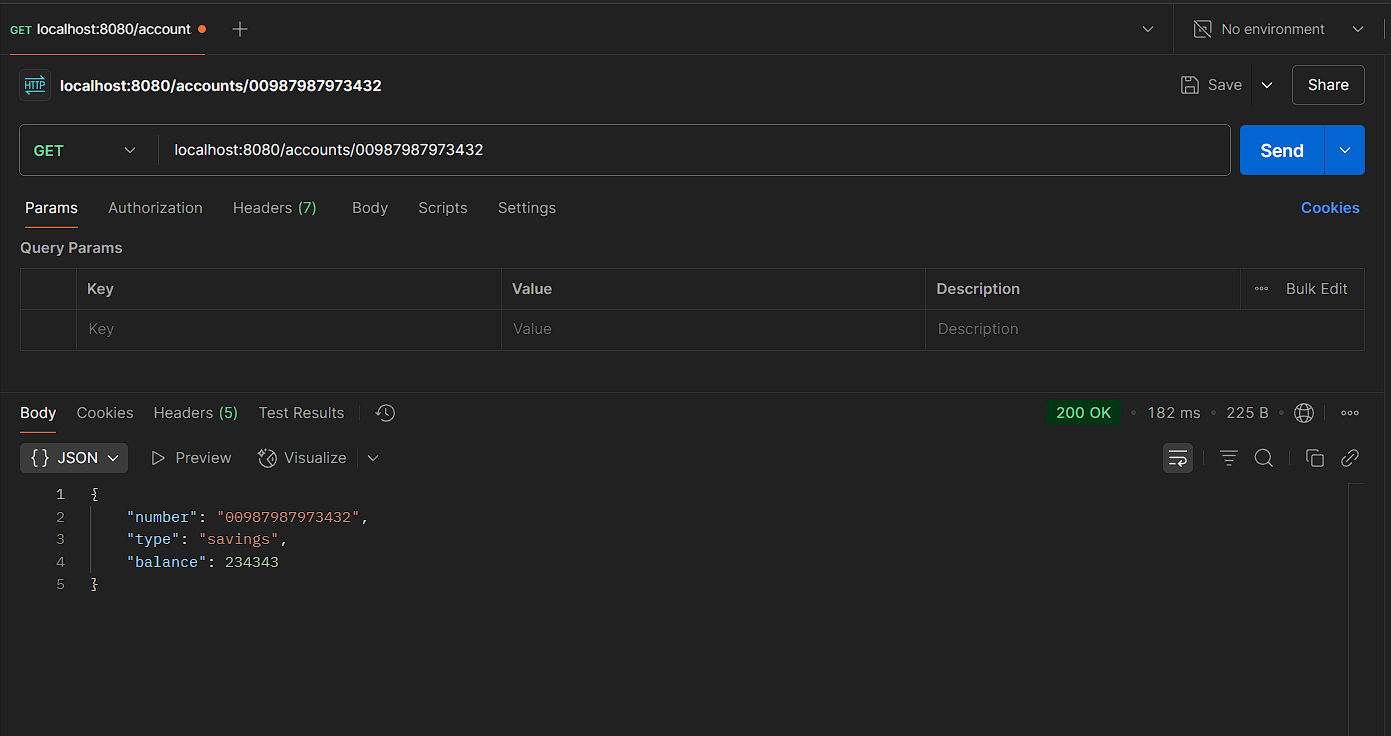 GET localhost:8080/account
No environment
HTTP localhost:8080/accounts/00987987973432
Save
Share
GET localhost:8080/accounts/00987987973432
Send
Params Authorization Headers (7) Body Scripts Settings Cookies
Query Params
Key Value Description Bulk Edit
Key Value Description
Body Cookies Headers (5) Test Results 200 OK • 182 ms • 225 B •
{} JSON Preview Visualize
1 {
2 "number": "00987987973432",
3 "type": "savings",
4 "balance": 234343
5 }